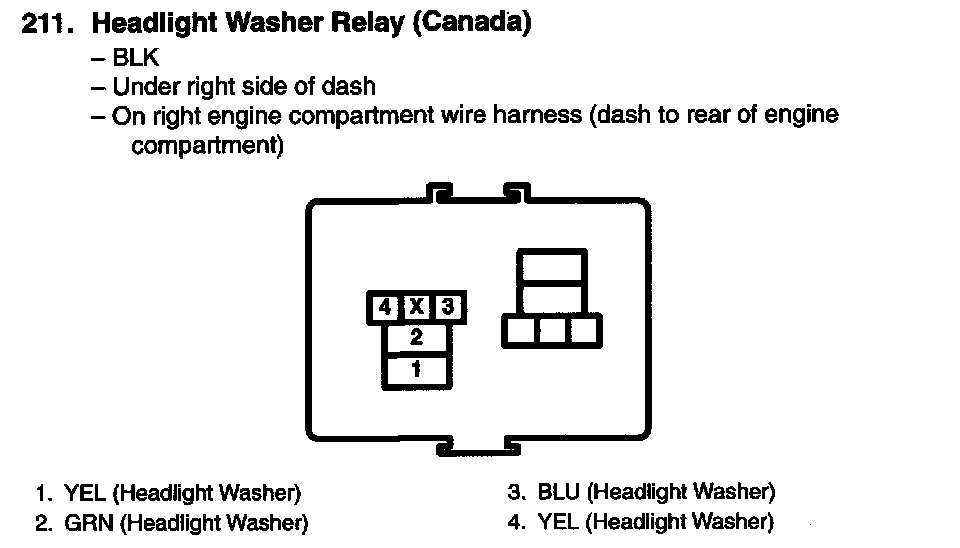 211. Headlight Washer Relay (Canada)
– BLK
– Under right side of dash
– On right engine compartment wire harness (dash to rear of engine
compartment)
4 X 3
2
1
1. YEL (Headlight Washer)
2. GRN (Headlight Washer)
3. BLU (Headlight Washer)
4. YEL (Headlight Washer)